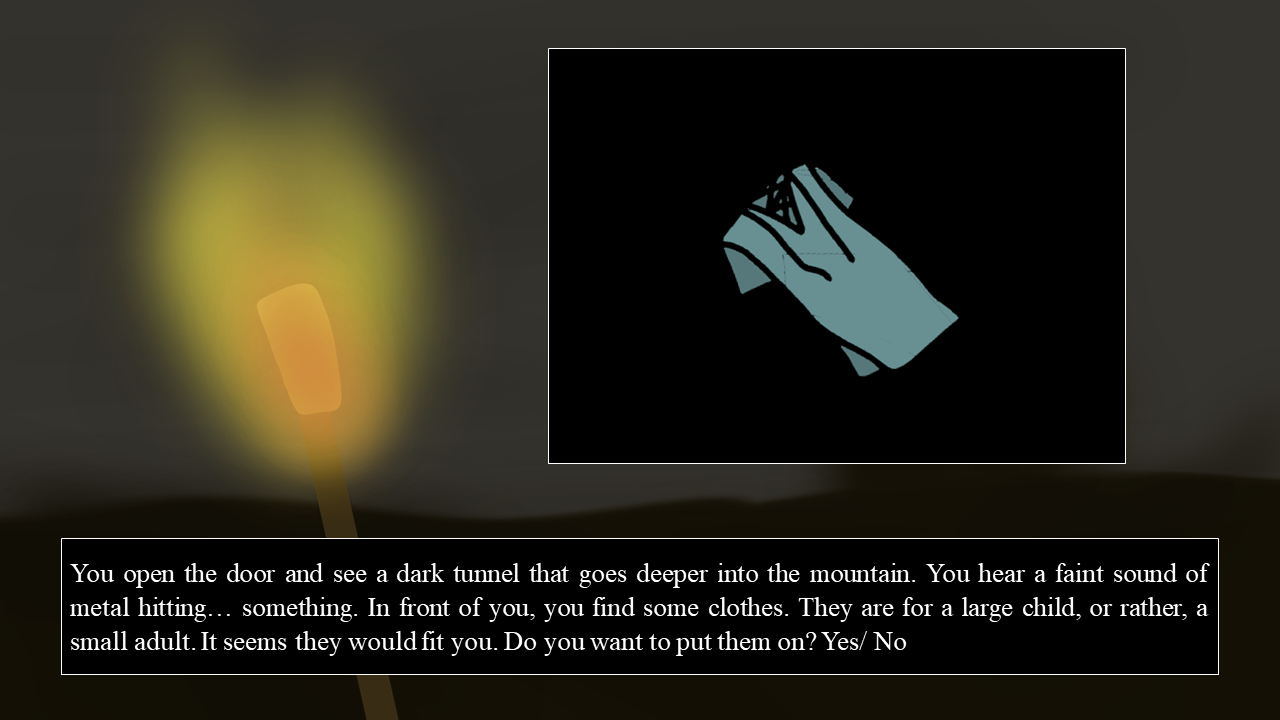 You open the door and see a dark tunnel that goes deeper into the mountain. You hear a faint sound of
metal hitting… something. In front of you, you find some clothes. They are for a large child, or rather, a
small adult. It seems they would fit you. Do you want to put them on? Yes/ No